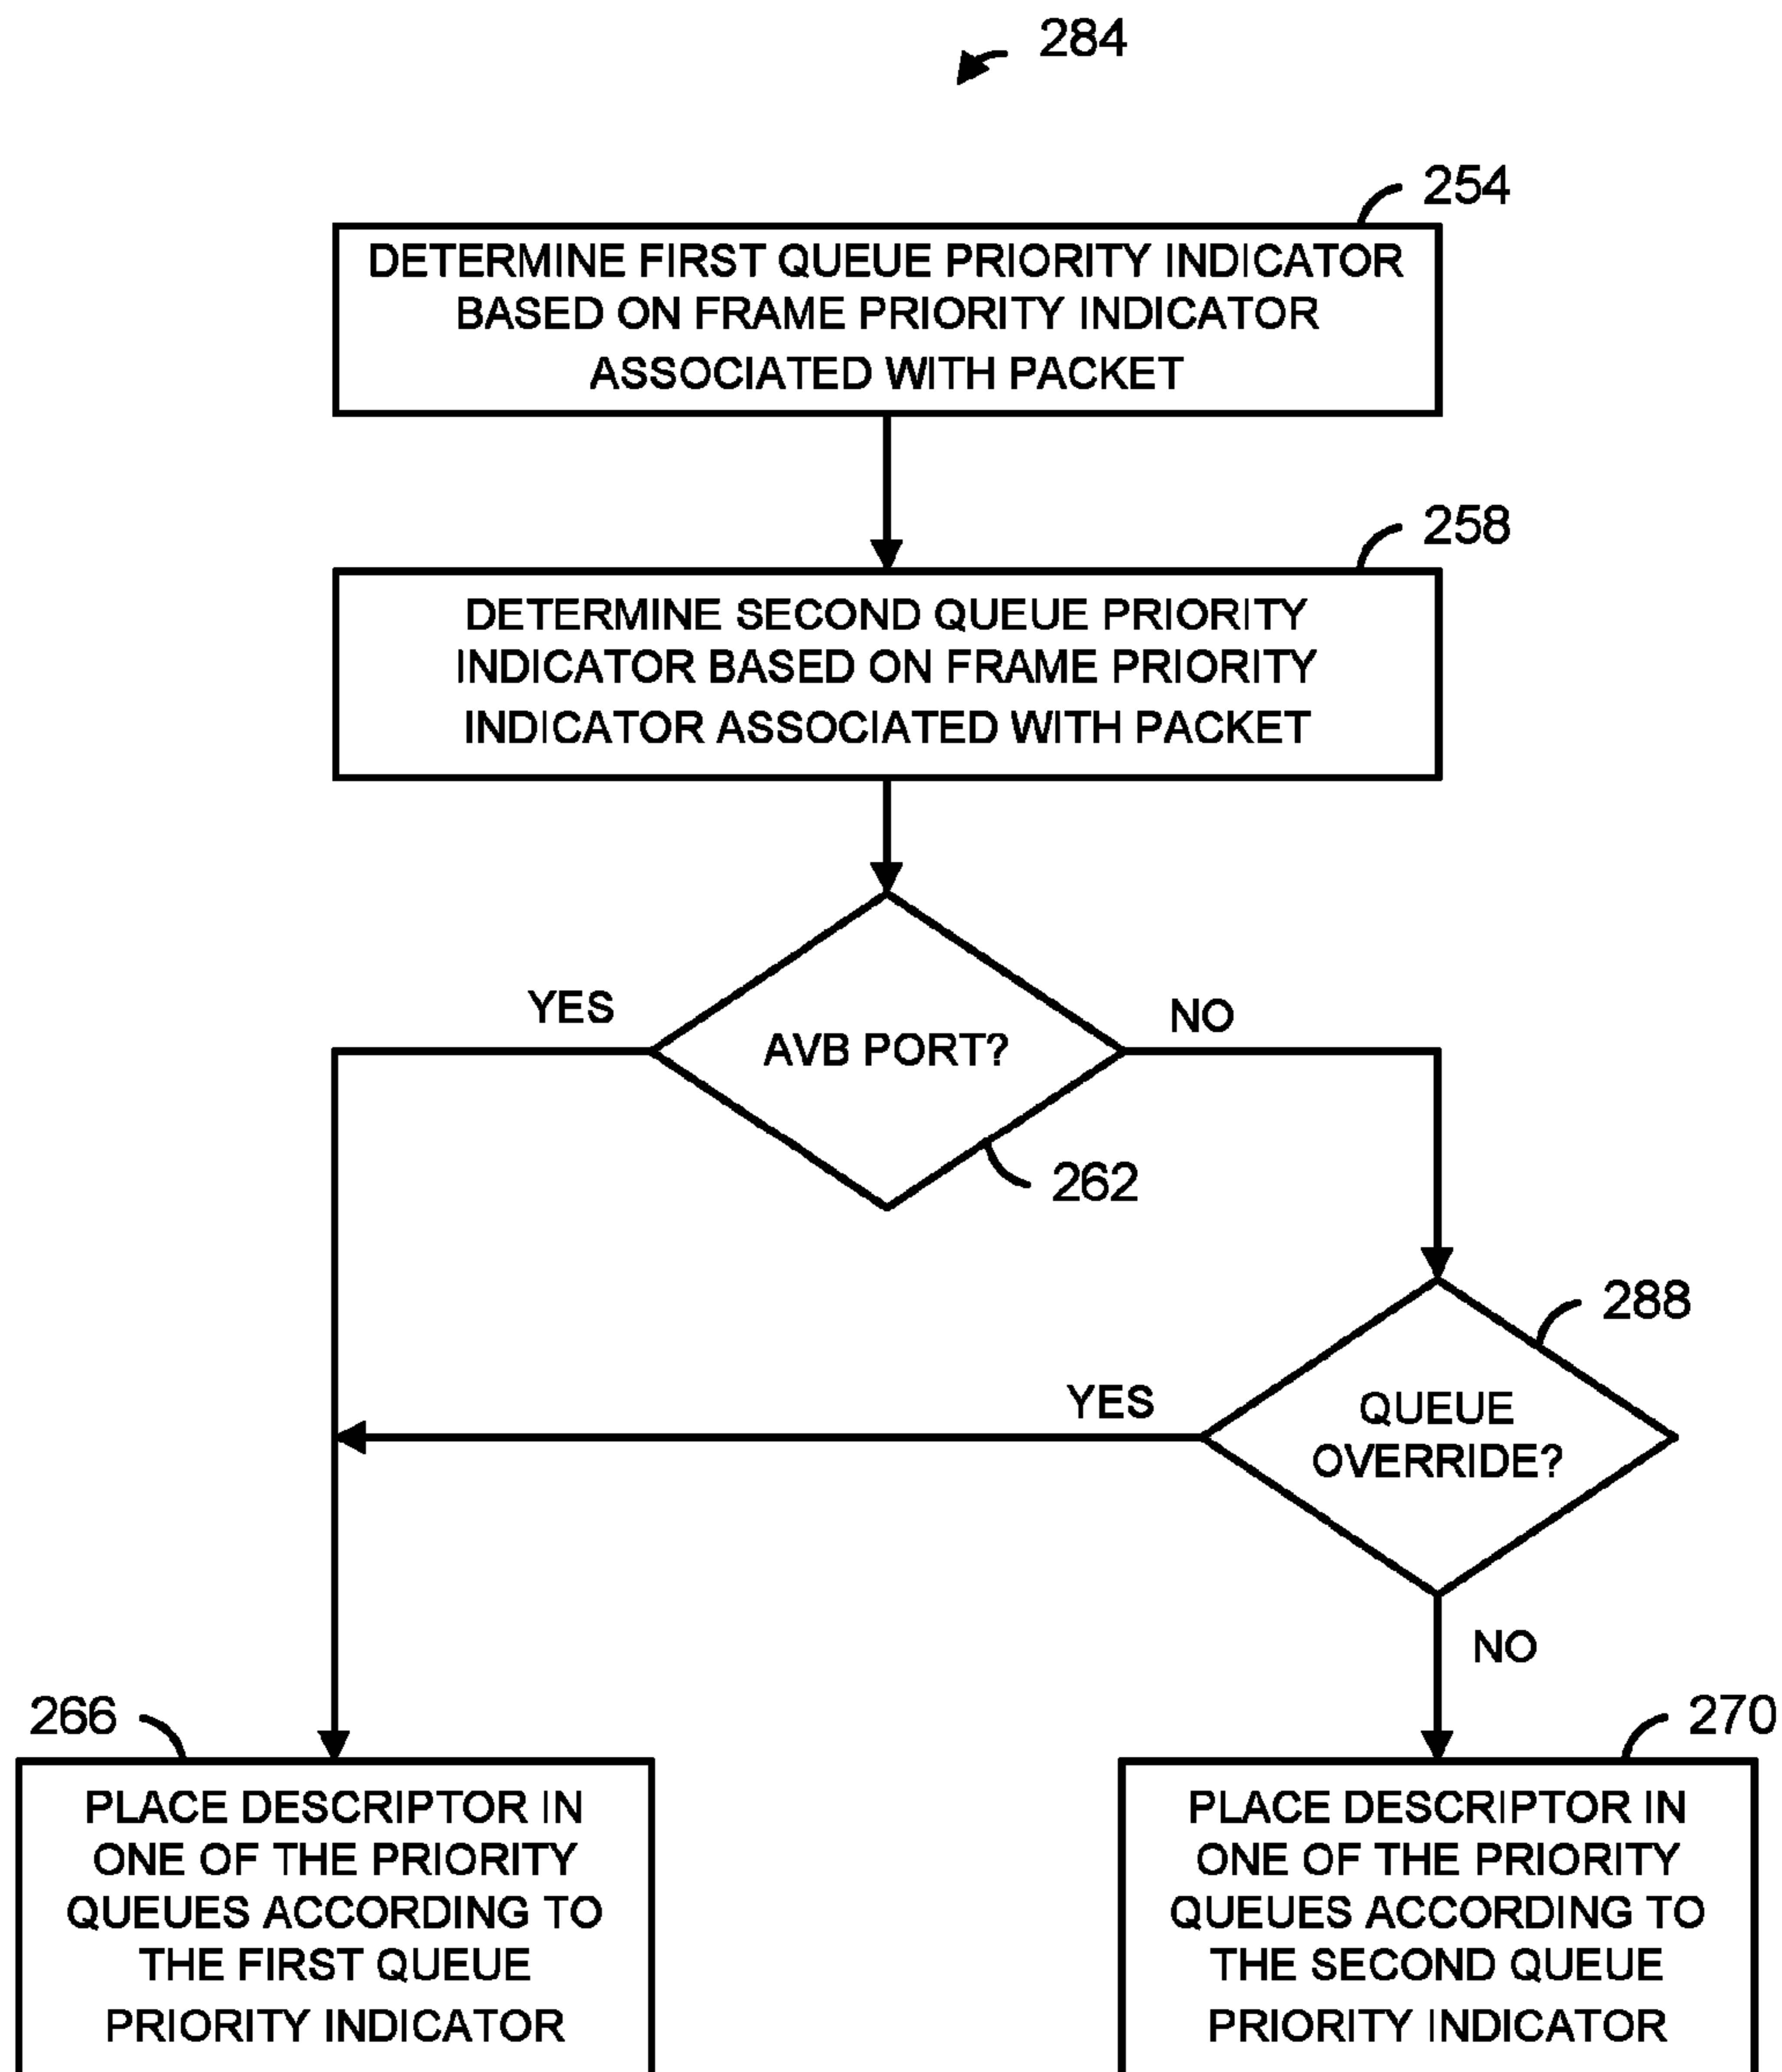 284
254
DETERMINE FIRST QUEUE PRIORITY INDICATOR
BASED ON FRAME PRIORITY INDICATOR
ASSOCIATED WITH PACKET
258
DETERMINE SECOND QUEUE PRIORITY
INDICATOR BASED ON FRAME PRIORITY
INDICATOR ASSOCIATED WITH PACKET
YES
NO
AVB PORT?
262
288
YES
QUEUE
OVERRIDE?
NO
266
PLACE DESCRIPTOR IN
ONE OF THE PRIORITY
QUEUES ACCORDING TO
THE FIRST QUEUE
PRIORITY INDICATOR
270
PLACE DESCRIPTOR IN
ONE OF THE PRIORITY
QUEUES ACCORDING TO
THE SECOND QUEUE
PRIORITY INDICATOR